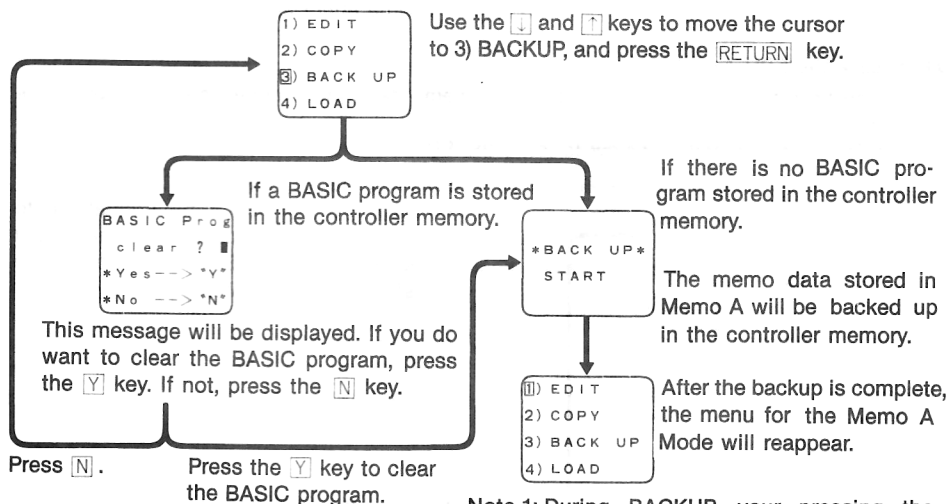 1) EDIT
2) COPY
3) BACK UP
4) LOAD
Use the ↓ and ↑ keys to move the cursor
to 3) BACKUP, and press the RETURN key.
If a BASIC program is stored
in the controller memory.
If there is no BASIC pro-
gram stored in the controller
memory.
BASIC Prog
clear ?
*Yes--> "Y"
*No --> "N"
*BACK UP*
START
The memo data stored in
Memo A will be backed up
in the controller memory.
This message will be displayed. If you do
want to clear the BASIC program, press
the Y key. If not, press the N key.
1) EDIT
2) COPY
3) BACK UP
4) LOAD
After the backup is complete,
the menu for the Memo A
Mode will reappear.
Press N.
Press the Y key to clear
the BASIC program.
Note 1: During BACKUP, your pressing the